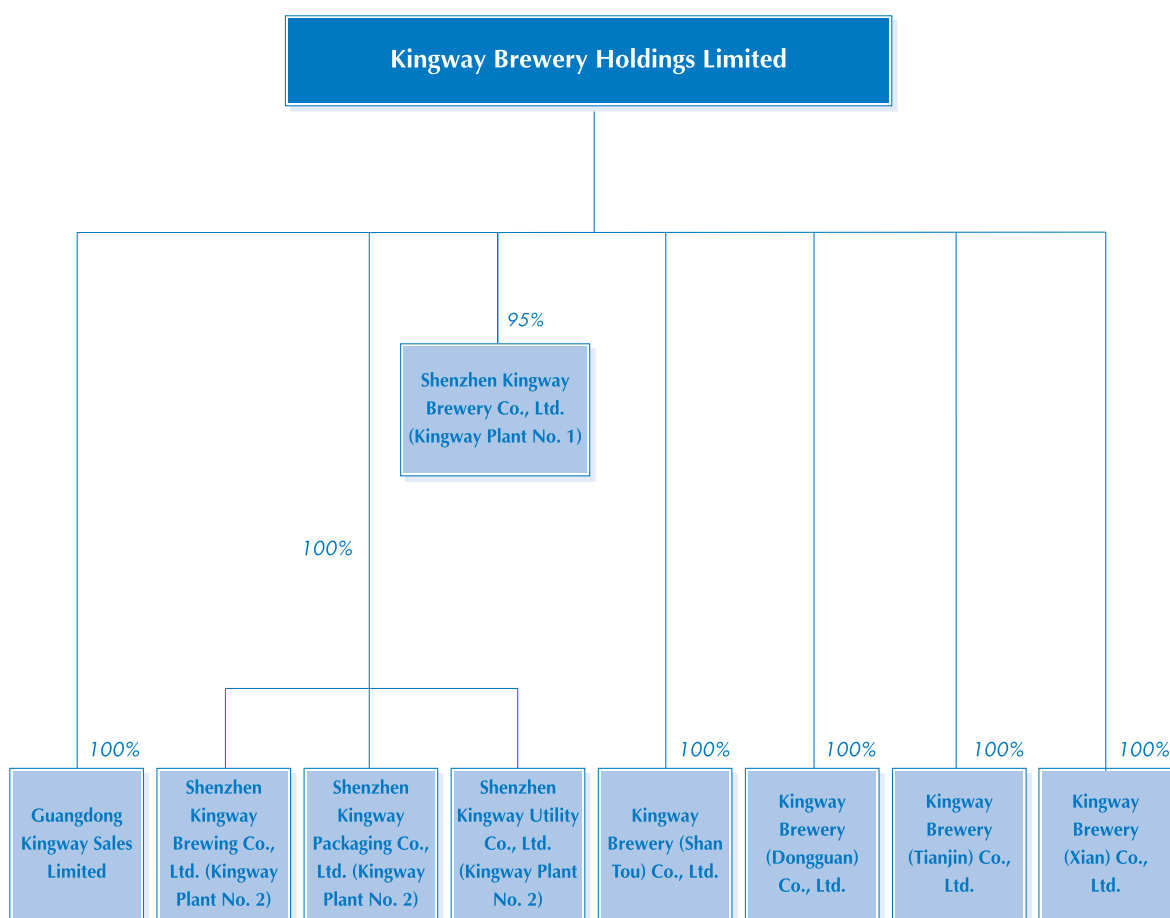 Kingway Brewery Holdings Limited
95%
Shenzhen Kingway
Brewery Co., Ltd.
(Kingway Plant No. 1)
100%
100%
Guangdong
Kingway Sales
Limited
Shenzhen
Kingway
Brewing Co.,
Ltd. (Kingway
Plant No. 2)
Shenzhen
Kingway
Packaging Co.,
Ltd. (Kingway
Plant No. 2)
Shenzhen
Kingway Utility
Co., Ltd.
(Kingway Plant
No. 2)
100%
Kingway
Brewery (Shan
Tou) Co., Ltd.
100%
Kingway
Brewery
(Dongguan)
Co., Ltd.
100%
Kingway
Brewery
(Tianjin) Co.,
Ltd.
100%
Kingway
Brewery
(Xian) Co.,
Ltd.